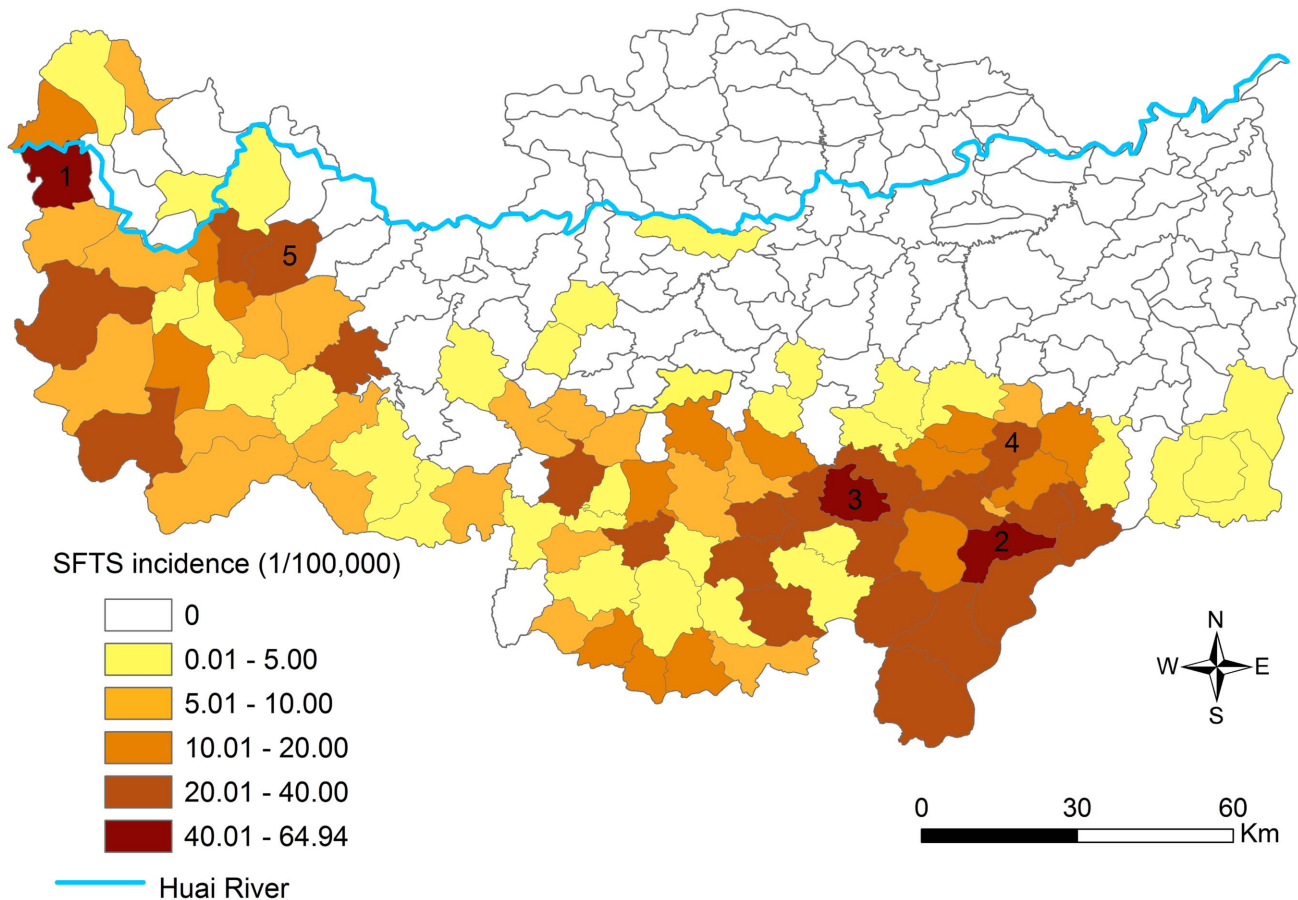 1
5
4
3
2
SFTS incidence (1/100,000)
0
0.01 - 5.00
5.01 - 10.00
10.01 - 20.00
20.01 - 40.00
40.01 - 64.94
Huai River
N
W E
S
0 30 60
Km